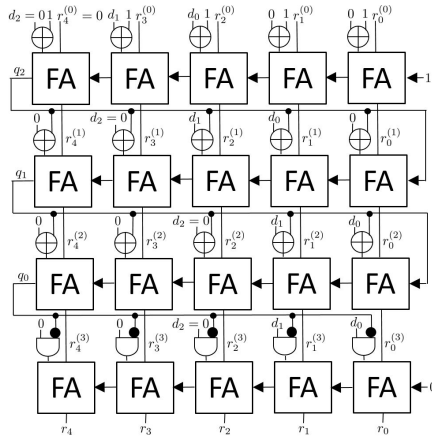 d₂ = 0 1 r₄⁽⁰⁾ = 0 d₁ 1 r₃⁽⁰⁾ d₀ 1 r₂⁽⁰⁾ 0 1 r₁⁽⁰⁾ 0 1 r₀⁽⁰⁾
q₂ FA FA FA FA FA 1
0 r₄⁽¹⁾ d₂ = 0 r₃⁽¹⁾ d₁ r₂⁽¹⁾ d₀ r₁⁽¹⁾ 0 r₀⁽¹⁾
q₁ FA FA FA FA FA
0 r₄⁽²⁾ 0 r₃⁽²⁾ d₂ = 0 r₂⁽²⁾ d₁ r₁⁽²⁾ d₀ r₀⁽²⁾
q₀ FA FA FA FA FA
0 r₄⁽³⁾ 0 r₃⁽³⁾ d₂ = 0 r₂⁽³⁾ d₁ r₁⁽³⁾ d₀ r₀⁽³⁾
FA FA FA FA FA 0
r₄ r₃ r₂ r₁ r₀